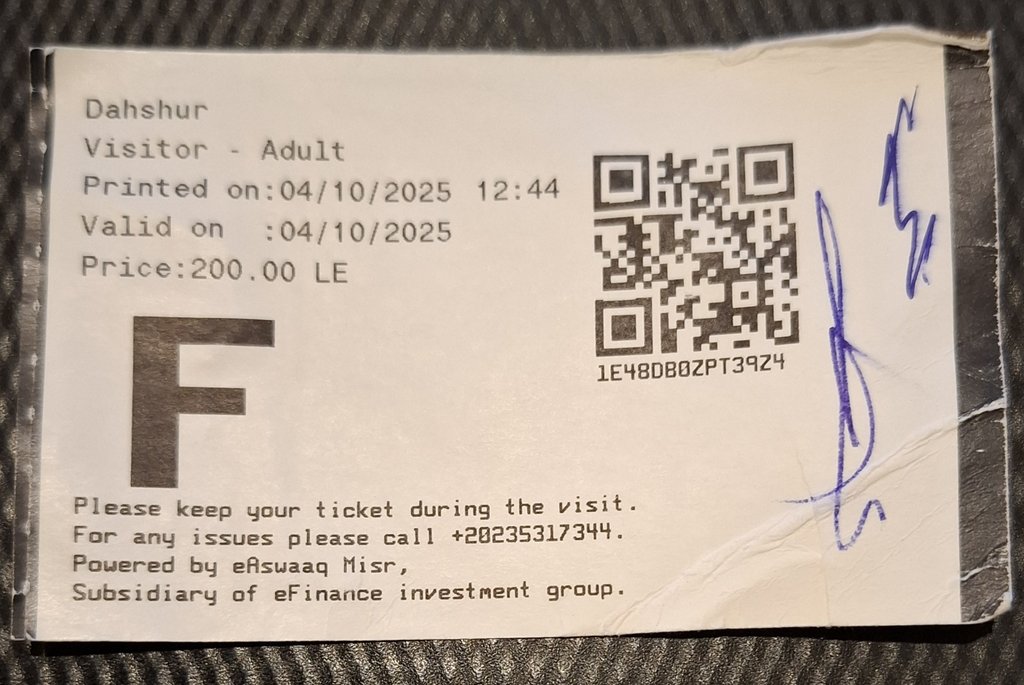 Dahshur
Visitor - Adult
Printed on:04/10/2025 12:44
Valid on :04/10/2025
Price:200.00 LE
1E48DB0ZPT39Z4
F
Please keep your ticket during the visit.
For any issues please call +20235317344.
Powered by eAswaaq Misr,
Subsidiary of eFinance investment group.